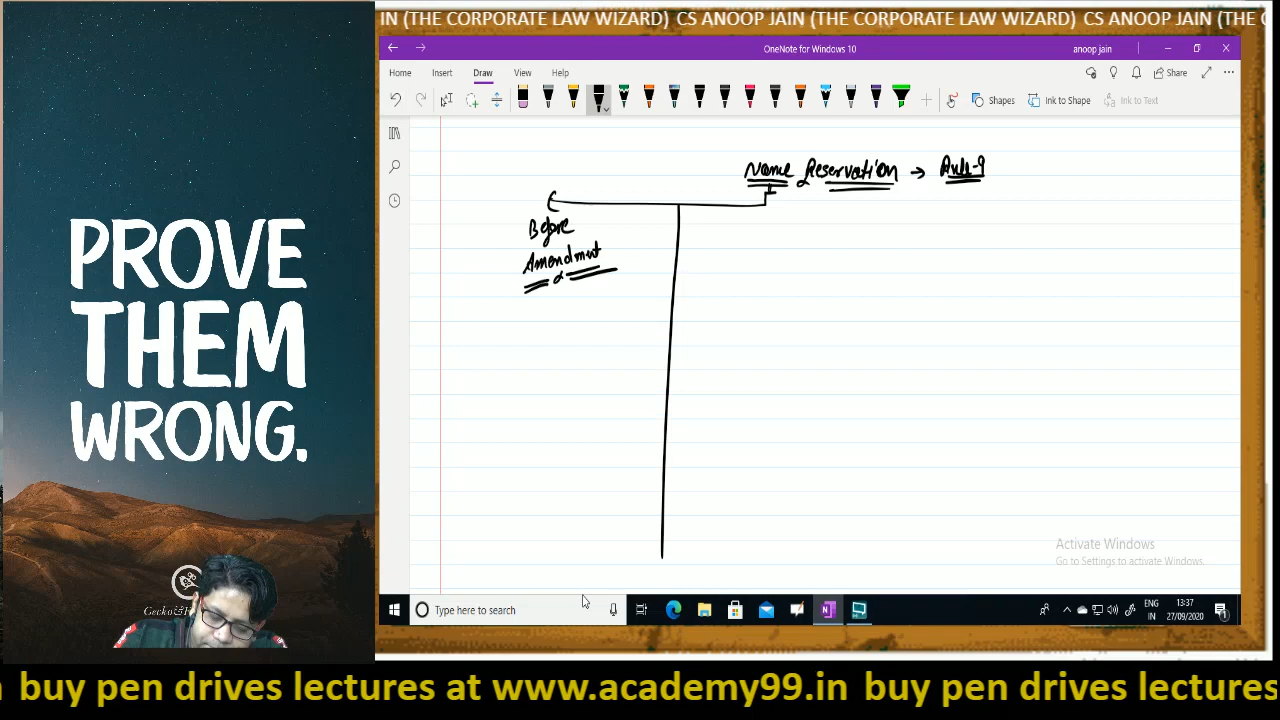 IN (THE CORPORATE LAW WIZARD) CS ANOOP JAIN (THE CORPORATE LAW WIZARD) CS ANOOP JAIN (THE C
OneNote for Windows 10
anoop jain
Home Insert Draw View Help
Share
Shapes Ink to Shape Ink to Text
Name Reservation → Rule-9
Before
Amendment
PROVE
THEM
WRONG.
Activate Windows
Go to Settings to activate Windows.
Type here to search
ENG
IN
13:37
27/09/2020
1
buy pen drives lectures at www.academy99.in buy pen drives lectures